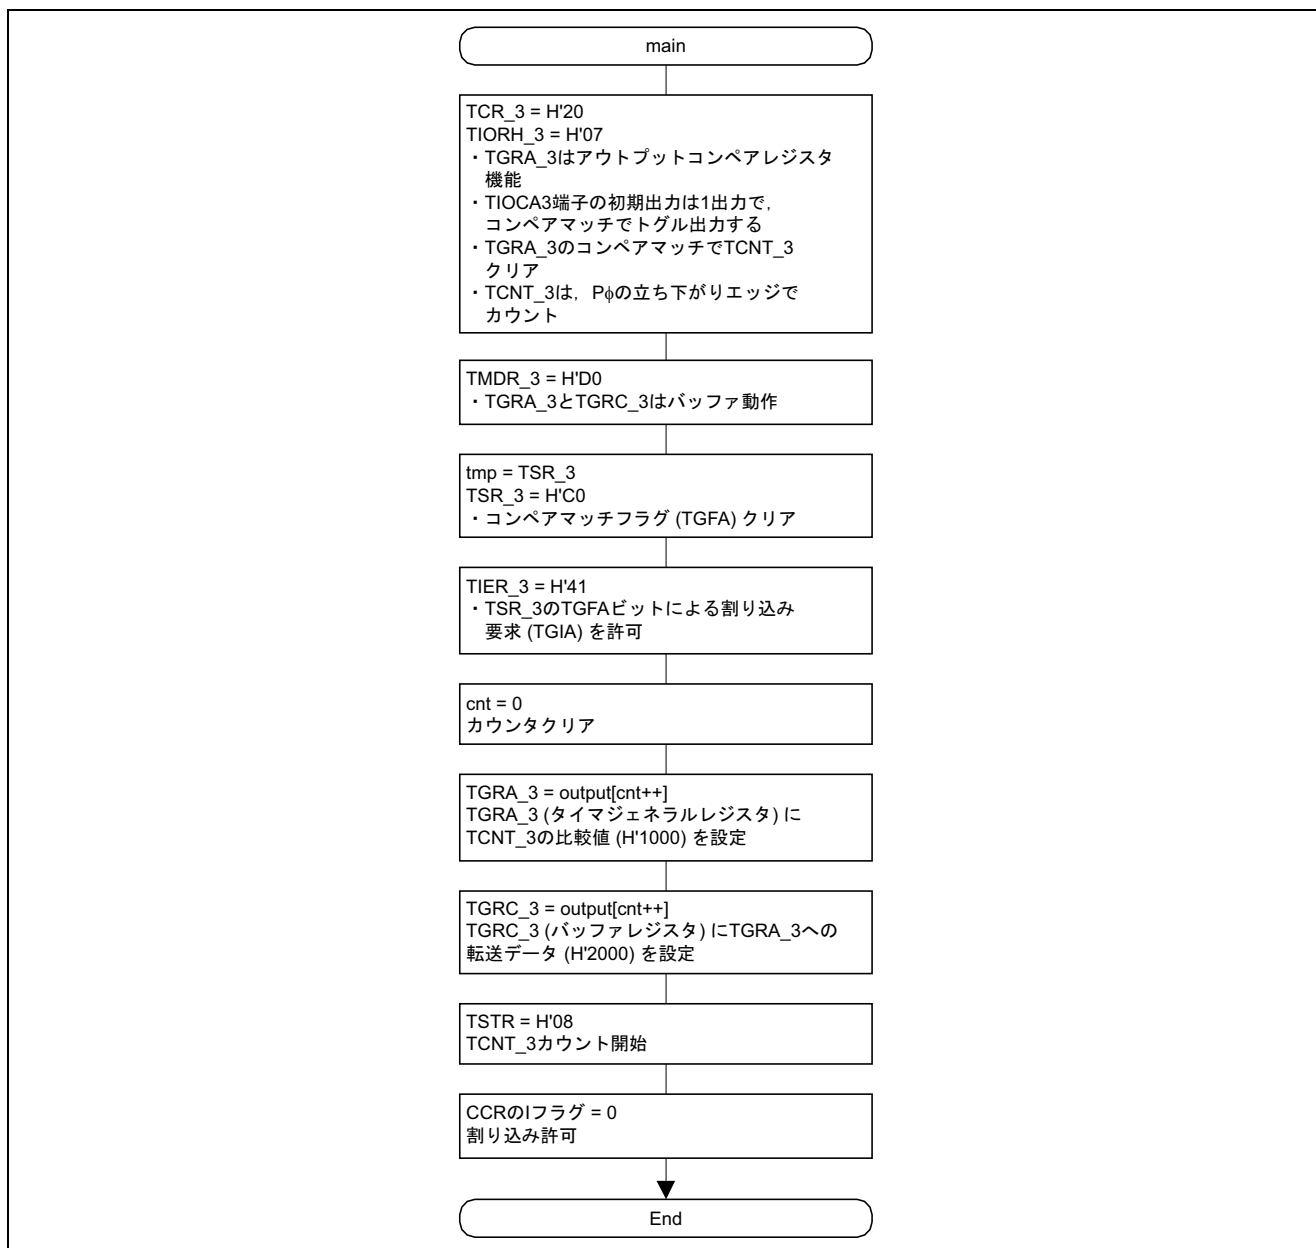 main
TCR_3 = H'20
TIORH_3 = H'07
・TGRA_3はアウトプットコンペアレジスタ
機能
・TIOCA3端子の初期出力は1出力で,
コンペアマッチでトグル出力する
・TGRA_3のコンペアマッチでTCNT_3
クリア
・TCNT_3は, Pφの立ち下がりエッジで
カウント
TMDR_3 = H'D0
・TGRA_3とTGRC_3はバッファ動作
tmp = TSR_3
TSR_3 = H'C0
・コンペアマッチフラグ (TGFA) クリア
TIER_3 = H'41
・TSR_3のTGFAビットによる割り込み
要求 (TGIA) を許可
cnt = 0
カウンタクリア
TGRA_3 = output[cnt++]
TGRA_3 (タイマジェネラルレジスタ) に
TCNT_3の比較値 (H'1000) を設定
TGRC_3 = output[cnt++]
TGRC_3 (バッファレジスタ) にTGRA_3への
転送データ (H'2000) を設定
TSTR = H'08
TCNT_3カウント開始
CCRのIフラグ = 0
割り込み許可
End